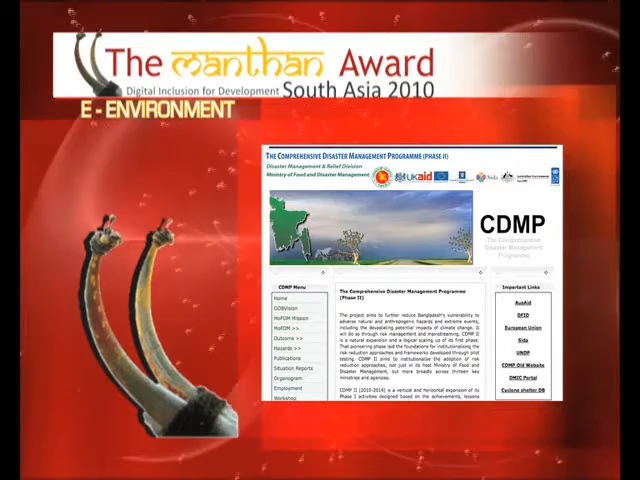 The manthan Award
Digital Inclusion for Development South Asia 2010
E - ENVIRONMENT
THE COMPREHENSIVE DISASTER MANAGEMENT PROGRAMME (PHASE II)
Disaster Management & Relief Division
Ministry of Food and Disaster Management
UKaid
Sida
CDMP
The Comprehensive
Disaster Management
Programme
CDMP Menu
Home
GOBVision
MoFDM Mission
MoFDM >>
Outcome >>
Hazards >>
Publications
Situation Reports
Organogram
Employment
Workshop
The Comprehensive Disaster Management Programme
(Phase II)
The project aims to further reduce Bangladesh's vulnerability to
adverse natural and anthropogenic hazards and extreme events,
including the devastating potential impacts of climate change. It
will do so through risk management and mainstreaming. CDMP II
is a natural expansion and a logical scaling up of its first phase.
That pioneering phase laid the foundations for institutionalising the
risk reduction approaches and frameworks developed through pilot
testing. CDMP II aims to institutionalise the adoption of risk
reduction approaches, not just in its host Ministry of Food and
Disaster Management, but more broadly across thirteen key
ministries and agencies.
CDMP II (2010-2014) is a vertical and horizontal expansion of its
Phase I activities designed based on the achievements, lessons
Important Links
AusAid
DFID
European Union
Sida
UNDP
CDMP Old Website
DMIC Portal
Cyclone shelter DB